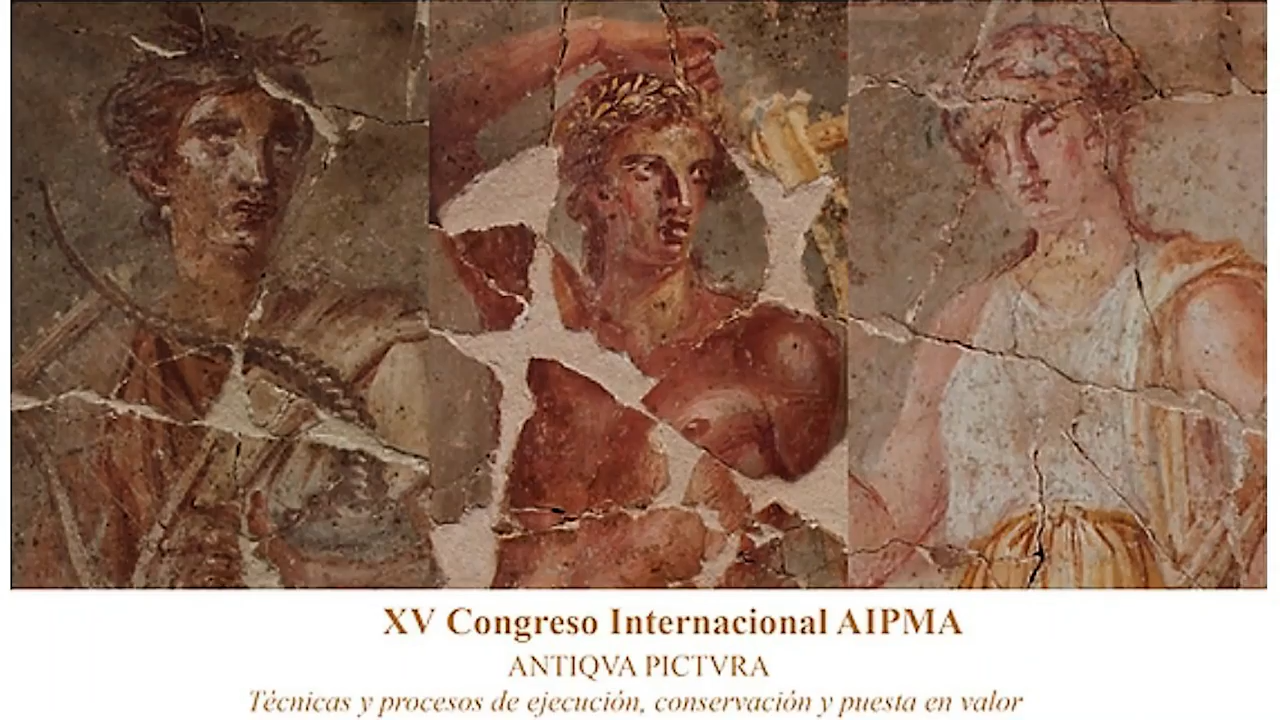 XV Congreso Internacional AIPMA
ANTIQVA PICTVRA
Técnicas y procesos de ejecución, conservación y puesta en valor